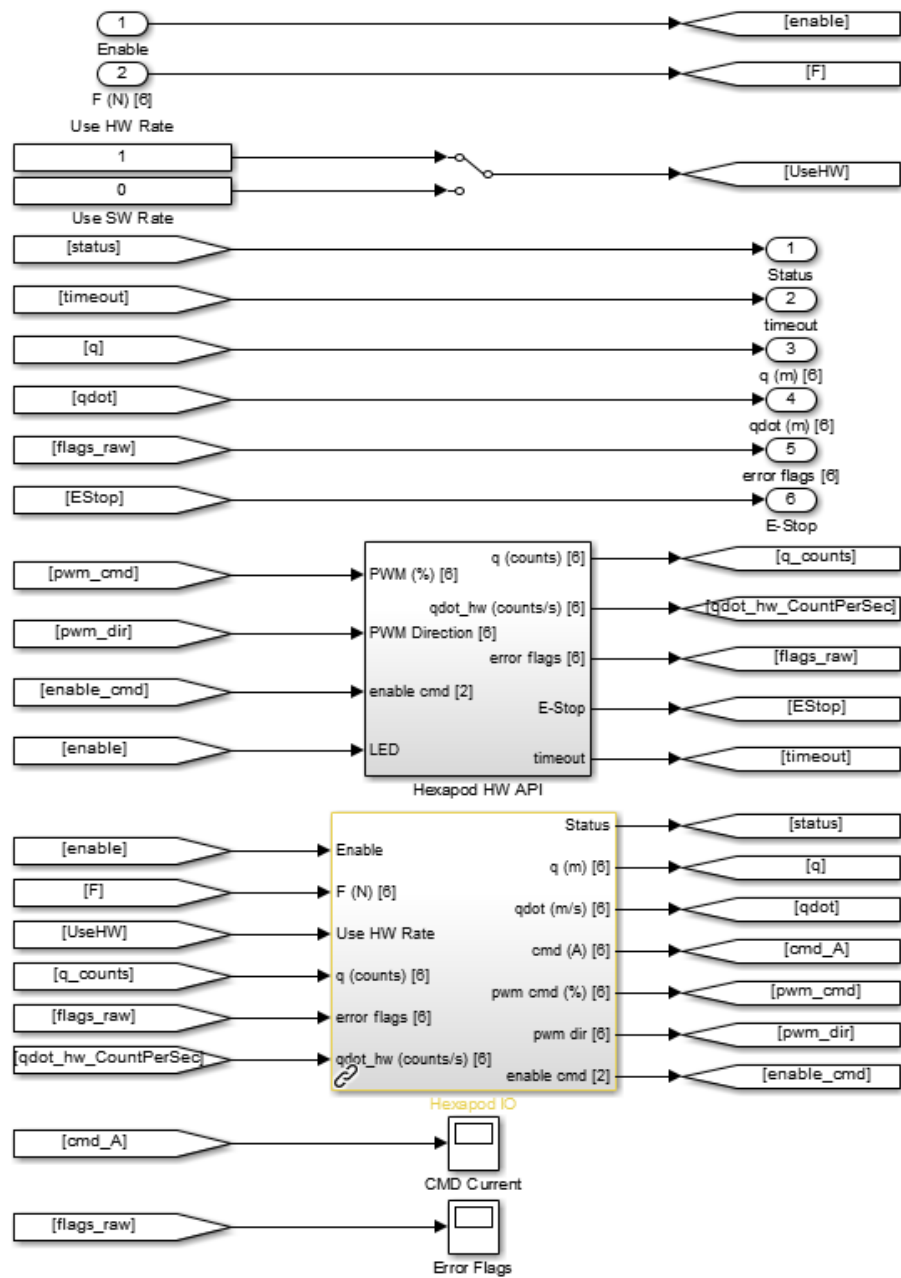 1
[enable]
Enable
2
[F]
F (N) [6]
Use HW Rate
1
[UseHW]
0
Use SW Rate
[status]
1
Status
[timeout]
2
timeout
[q]
3
q (m) [6]
[qdot]
4
qdot (m) [6]
[flags_raw]
5
error flags [6]
[EStop]
6
E-Stop
[pwm_cmd]
PWM (%) [6]
q (counts) [6]
[q_counts]
qdot_hw (counts/s) [6]
[qdot_hw_CountPerSec]
[pwm_dir]
PWM Direction [6]
error flags [6]
[flags_raw]
[enable_cmd]
enable cmd [2]
E-Stop
[EStop]
[enable]
LED
timeout
[timeout]
Hexapod HW API
Status
[status]
[enable]
Enable
q (m) [6]
[q]
[F]
F (N) [6]
qdot (m/s) [6]
[qdot]
[UseHW]
Use HW Rate
cmd (A) [6]
[cmd_A]
[q_counts]
q (counts) [6]
pwm cmd (%) [6]
[pwm_cmd]
[flags_raw]
error flags [6]
pwm dir [6]
[pwm_dir]
[qdot_hw_CountPerSec]
qdot_hw (counts/s) [6]
enable cmd [2]
[enable_cmd]
Hexapod IO
[cmd_A]
CMD Current
[flags_raw]
Error Flags